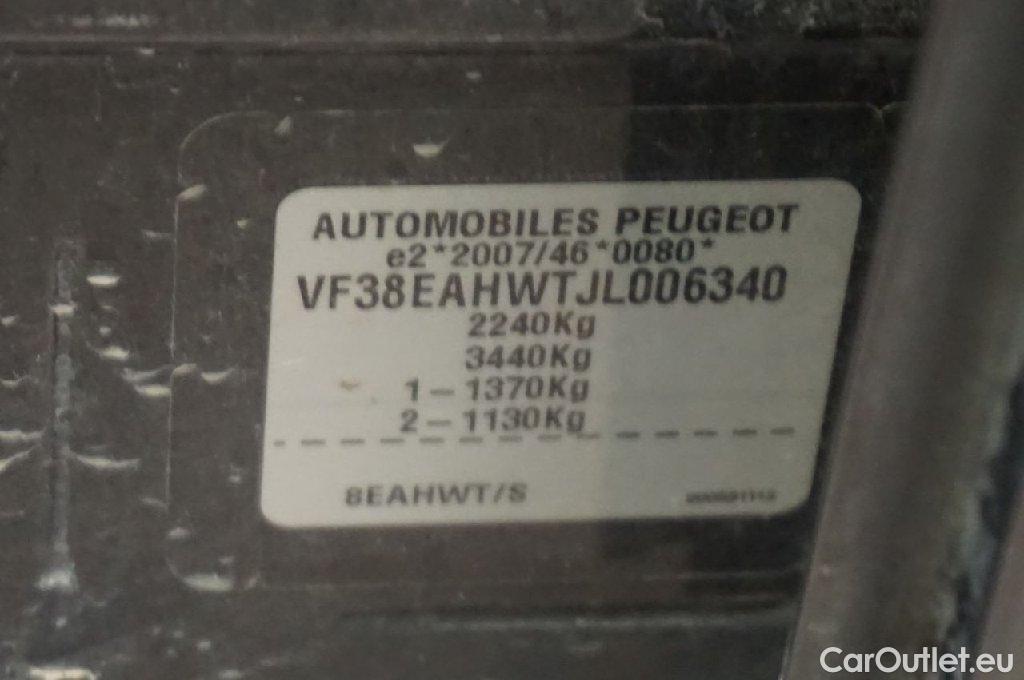 AUTOMOBILES PEUGEOT
e2*2007/46*0080*
VF38EAHWTJL006340
2240Kg
3440Kg
1-1370Kg
2-1130Kg
8EAHWT/S
CarOutlet.eu